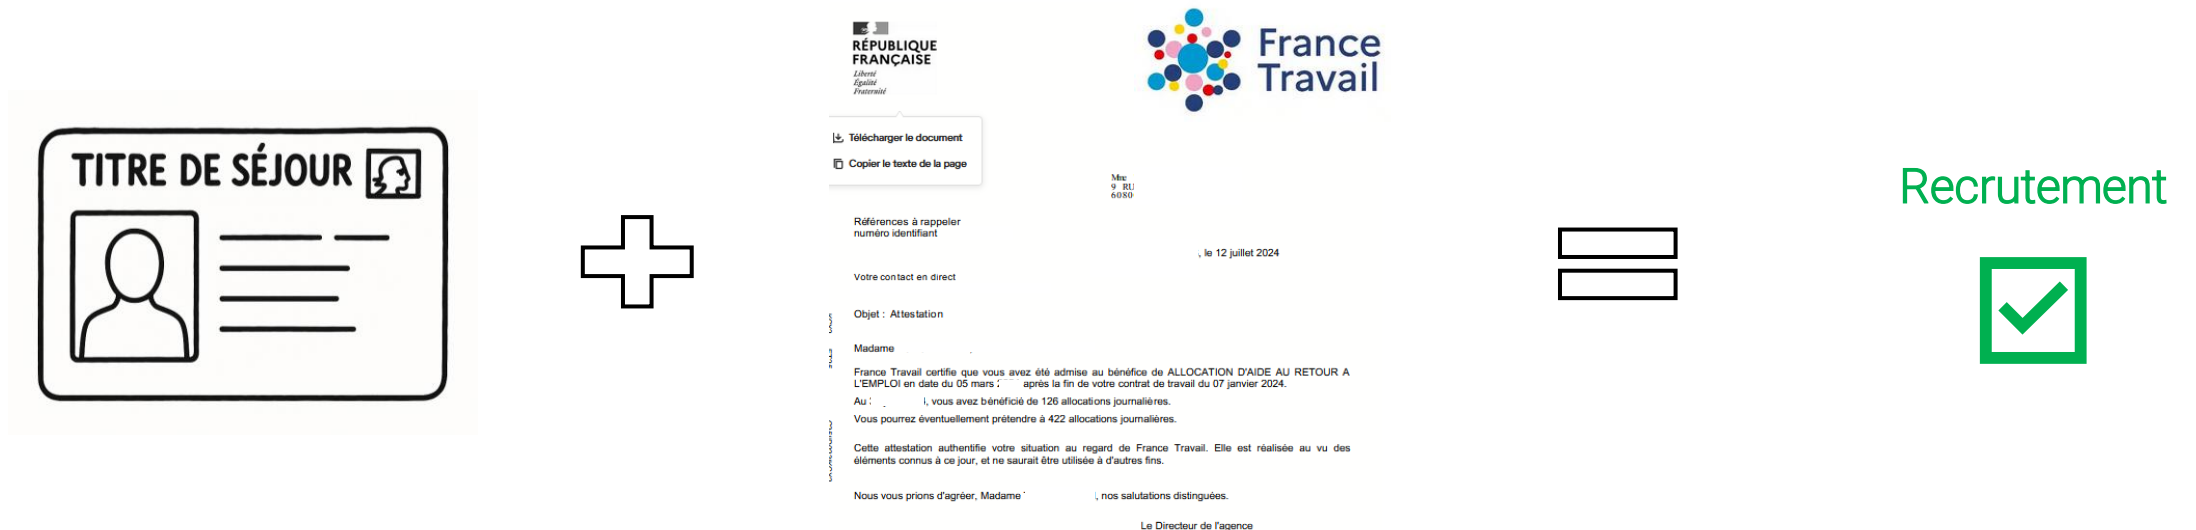 TITRE DE SÉJOUR
RÉPUBLIQUE
FRANÇAISE
Liberté
Égalité
Fraternité
France
Travail
Télécharger le document
Copier le texte de la page
Mme
9 RU
6080
Références à rappeler
numéro identifiant
, le 12 juillet 2024
Votre contact en direct
Objet : Attestation
Madame
France Travail certifie que vous avez été admise au bénéfice de ALLOCATION D'AIDE AU RETOUR A
L'EMPLOI en date du 05 mars après la fin de votre contrat de travail du 07 janvier 2024.
Au , vous avez bénéficié de 126 allocations journalières.
Vous pourrez éventuellement prétendre à 422 allocations journalières.
Cette attestation authentifie votre situation au regard de France Travail. Elle est réalisée au vu des
éléments connus à ce jour, et ne saurait être utilisée à d'autres fins.
Nous vous prions d'agréer, Madame , nos salutations distinguées.
Le Directeur de l'agence
Recrutement